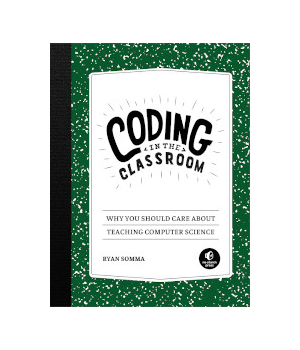 CODING
IN THE
CLASSROOM
WHY YOU SHOULD CARE ABOUT
TEACHING COMPUTER SCIENCE
RYAN SOMMA